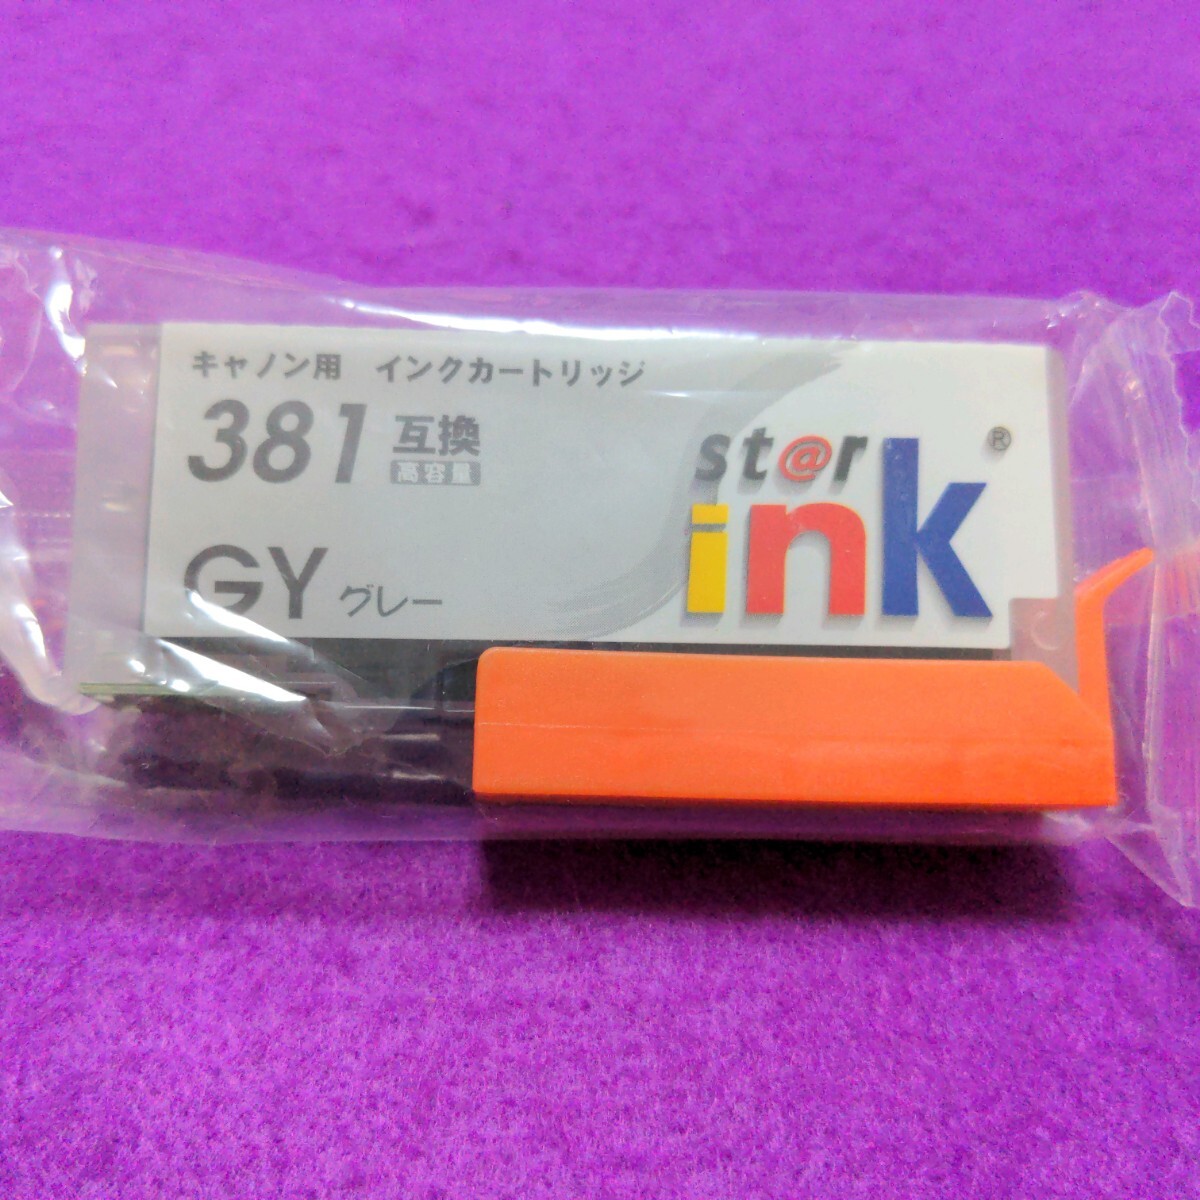 キヤノン用 インクカートリッジ
381 互換
高容量
GY グレー
st@r
ink ®